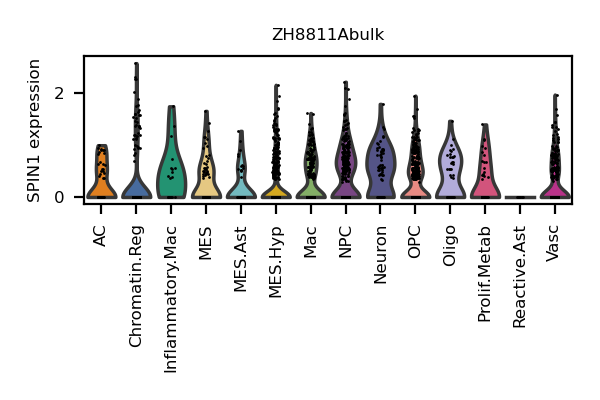 ZH8811Abulk
SPIN1 expression
2
0
AC
Chromatin.Reg
Inflammatory.Mac
MES
MES.Ast
MES.Hyp
Mac
NPC
Neuron
OPC
Oligo
Prolif.Metab
Reactive.Ast
Vasc